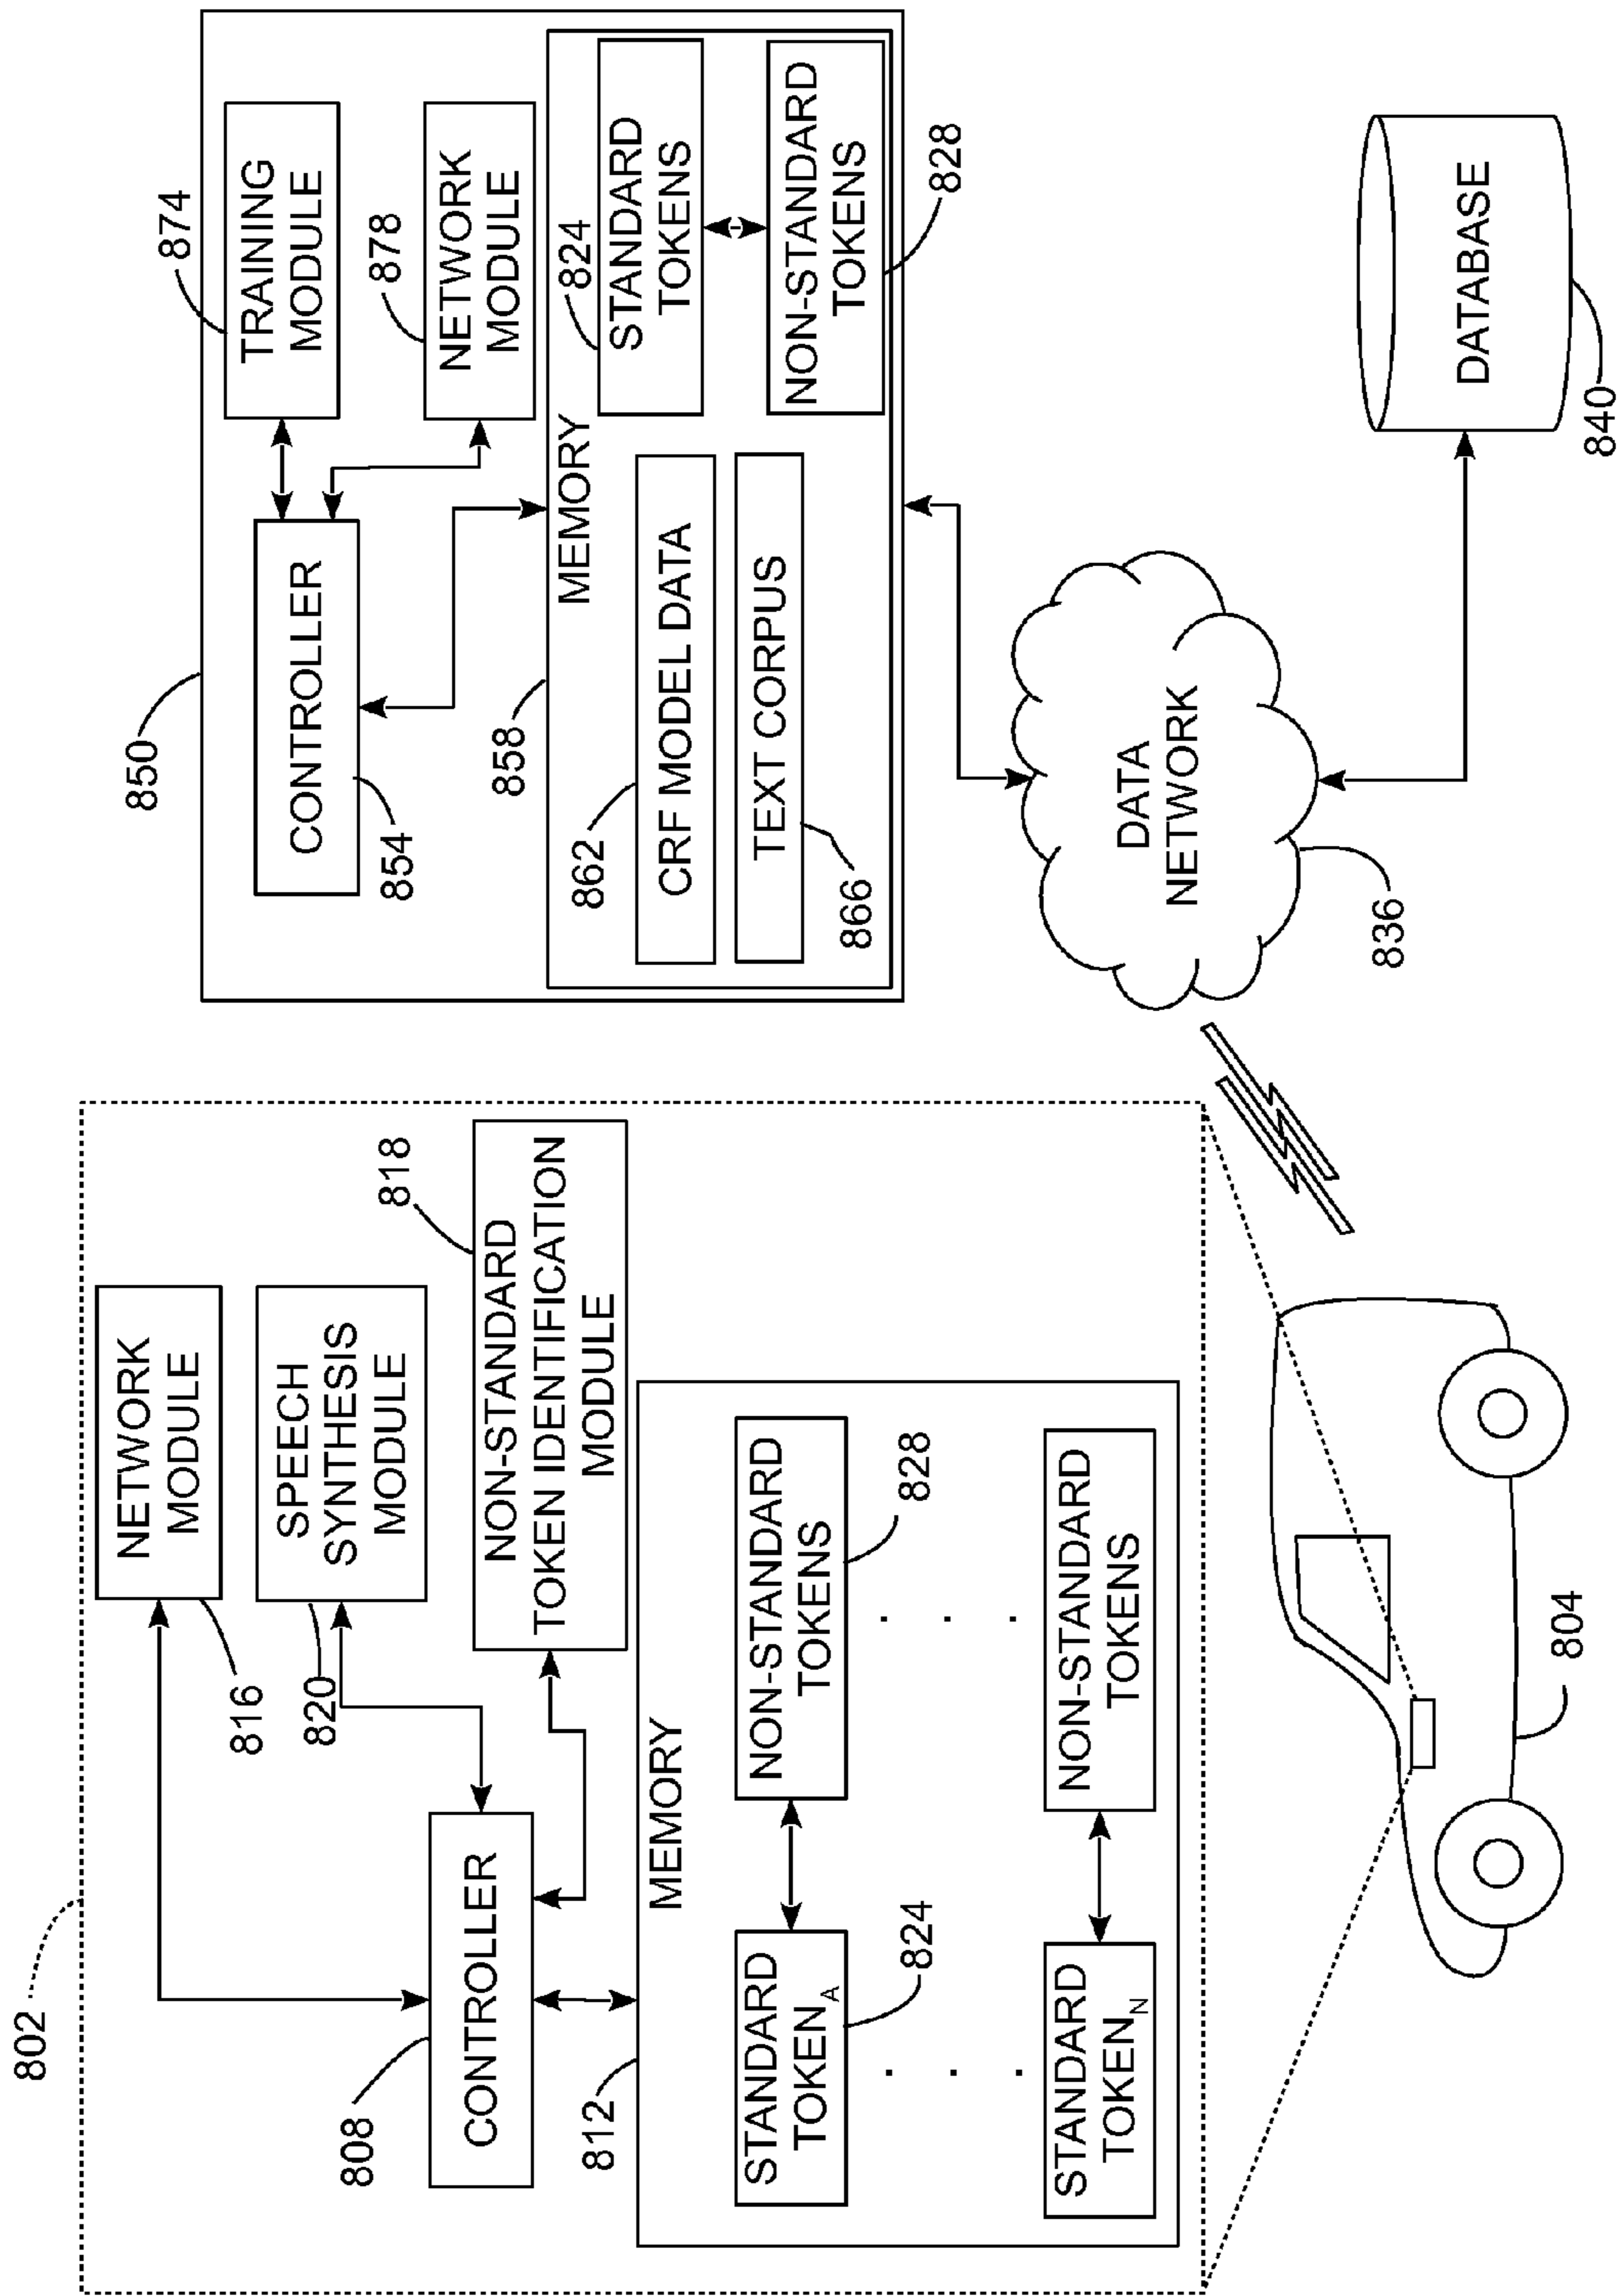 802
NETWORK
MODULE
816
SPEECH
SYNTHESIS
MODULE
820
CONTROLLER
808
NON-STANDARD
TOKEN IDENTIFICATION
MODULE
818
MEMORY
812
STANDARD
TOKENA
824
NON-STANDARD
TOKENS
828
. . .
. . .
STANDARD
TOKENN
NON-STANDARD
TOKENS
804
850
TRAINING
MODULE
874
CONTROLLER
854
NETWORK
MODULE
878
MEMORY
858
CRF MODEL DATA
862
TEXT CORPUS
866
STANDARD
TOKENS
824
NON-STANDARD
TOKENS
828
DATA
NETWORK
836
DATABASE
840